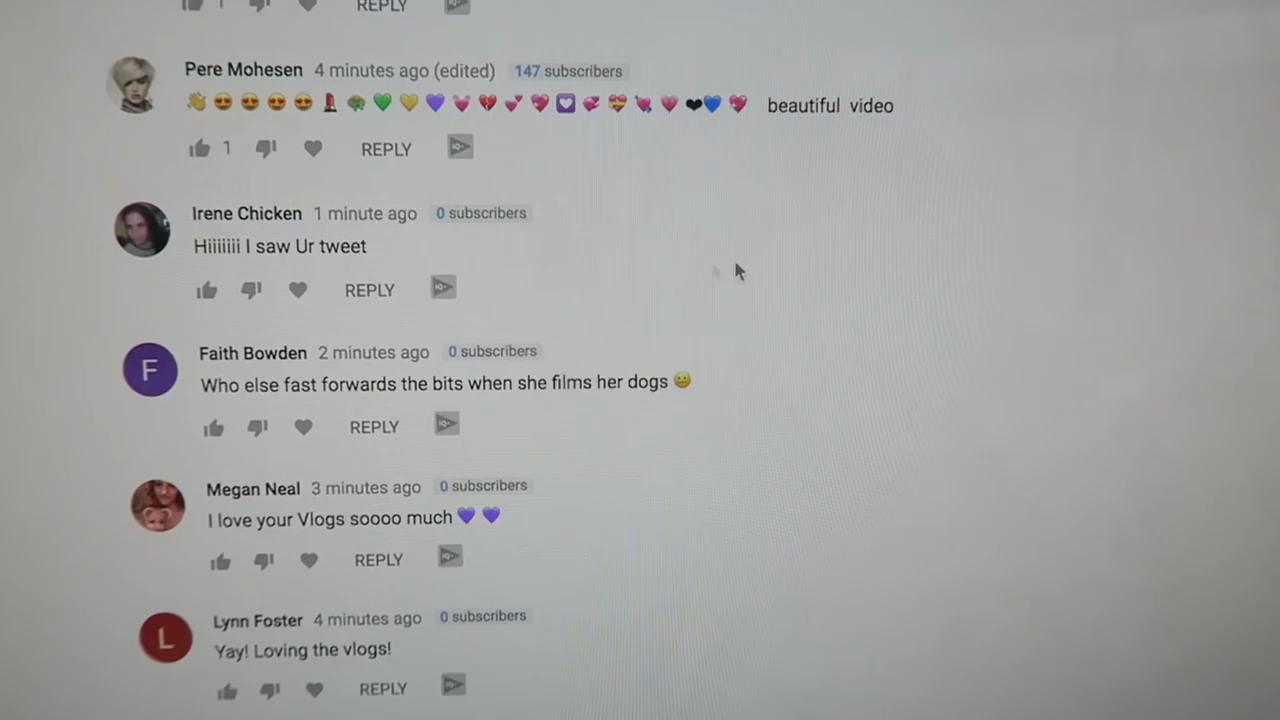 1 REPLY
Pere Mohesen 4 minutes ago (edited) 147 subscribers
👋😍😍😍😍💄🐢💚💛💜💓💔💕💖💟💞💝💘💗❤💙💖 beautiful video
1 REPLY
Irene Chicken 1 minute ago 0 subscribers
Hiiiiiii I saw Ur tweet
REPLY
Faith Bowden 2 minutes ago 0 subscribers
F
Who else fast forwards the bits when she films her dogs 😀
REPLY
Megan Neal 3 minutes ago 0 subscribers
I love your Vlogs soooo much 💜 💜
REPLY
Lynn Foster 4 minutes ago 0 subscribers
L
Yay! Loving the vlogs!
REPLY